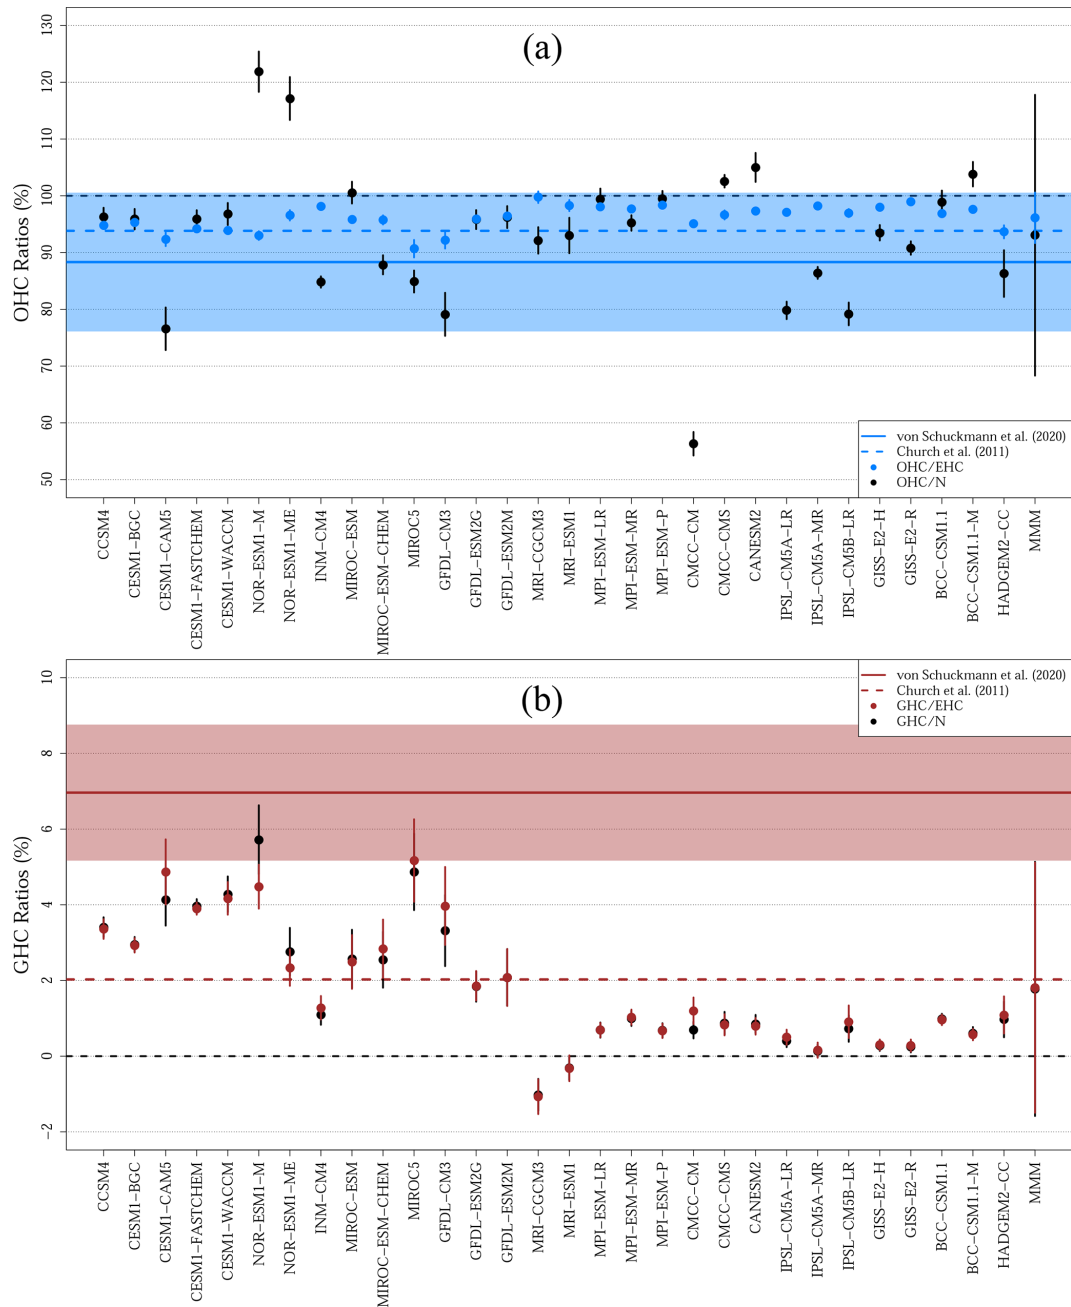 (a)
OHC Ratios (%)
130
120
110
100
90
80
70
60
50
von Schuckmann et al. (2020)
Church et al. (2011)
OHC/EHC
OHC/N
CCSM4
CESM1−BGC
CESM1−CAM5
CESM1−FASTCHEM
CESM1−WACCM
NOR−ESM1−M
NOR−ESM1−ME
INM−CM4
MIROC−ESM
MIROC−ESM−CHEM
MIROC5
GFDL−CM3
GFDL−ESM2G
GFDL−ESM2M
MRI−CGCM3
MRI−ESM1
MPI−ESM−LR
MPI−ESM−MR
MPI−ESM−P
CMCC−CM
CMCC−CMS
CANESM2
IPSL−CM5A−LR
IPSL−CM5A−MR
IPSL−CM5B−LR
GISS−E2−H
GISS−E2−R
BCC−CSM1.1
BCC−CSM1.1−M
HADGEM2−CC
MMM
(b)
GHC Ratios (%)
10
8
6
4
2
0
−2
von Schuckmann et al. (2020)
Church et al. (2011)
GHC/EHC
GHC/N
CCSM4
CESM1−BGC
CESM1−CAM5
CESM1−FASTCHEM
CESM1−WACCM
NOR−ESM1−M
NOR−ESM1−ME
INM−CM4
MIROC−ESM
MIROC−ESM−CHEM
MIROC5
GFDL−CM3
GFDL−ESM2G
GFDL−ESM2M
MRI−CGCM3
MRI−ESM1
MPI−ESM−LR
MPI−ESM−MR
MPI−ESM−P
CMCC−CM
CMCC−CMS
CANESM2
IPSL−CM5A−LR
IPSL−CM5A−MR
IPSL−CM5B−LR
GISS−E2−H
GISS−E2−R
BCC−CSM1.1
BCC−CSM1.1−M
HADGEM2−CC
MMM